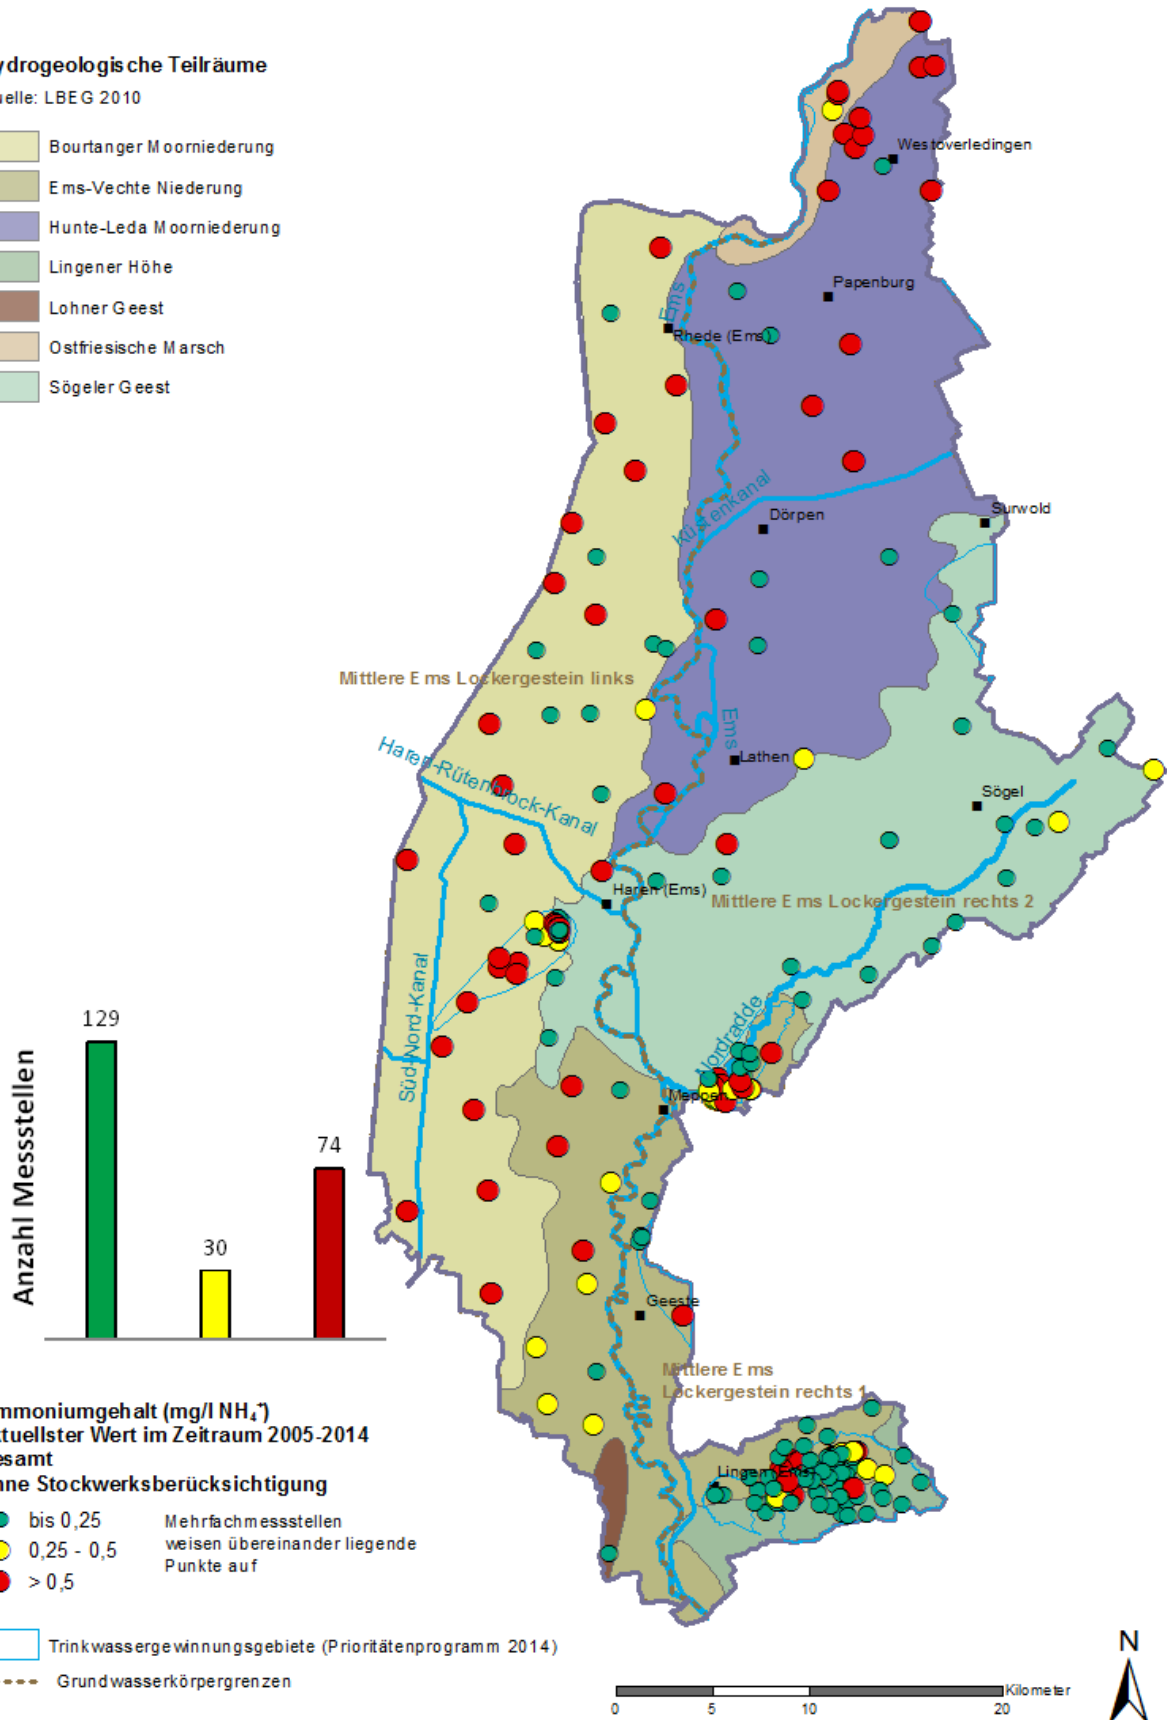 ydrogeologische Teilräume
uelle: LBEG 2010
Bourtanger Moorniederung
Ems-Vechte Niederung
Hunte-Leda Moorniederung
Lingener Höhe
Lohner Geest
Ostfriesische Marsch
Sögeler Geest
Westoverledingen
Papenburg
Ems
Rhede (Ems)
Küstenkanal
Dörpen
Surwold
Mittlere Ems Lockergestein links
Ems
Lathen
Haren-Rütenbrock-Kanal
Sögel
Haren (Ems)
Mittlere Ems Lockergestein rechts 2
Süd-Nord-Kanal
Nordradde
Meppen
Geeste
Mittlere Ems
Lockergestein rechts 1
Lingen (Ems)
Anzahl Messstellen
129
30
74
mmoniumgehalt (mg/l NH₄⁺)
ktuellster Wert im Zeitraum 2005-2014
esamt
hne Stockwerksberücksichtigung
bis 0,25
0,25 - 0,5
> 0,5
Mehrfachmessstellen
weisen übereinander liegende
Punkte auf
Trinkwassergewinnungsgebiete (Prioritätenprogramm 2014)
Grundwasserkörpergrenzen
Kilometer
0 5 10 20
N